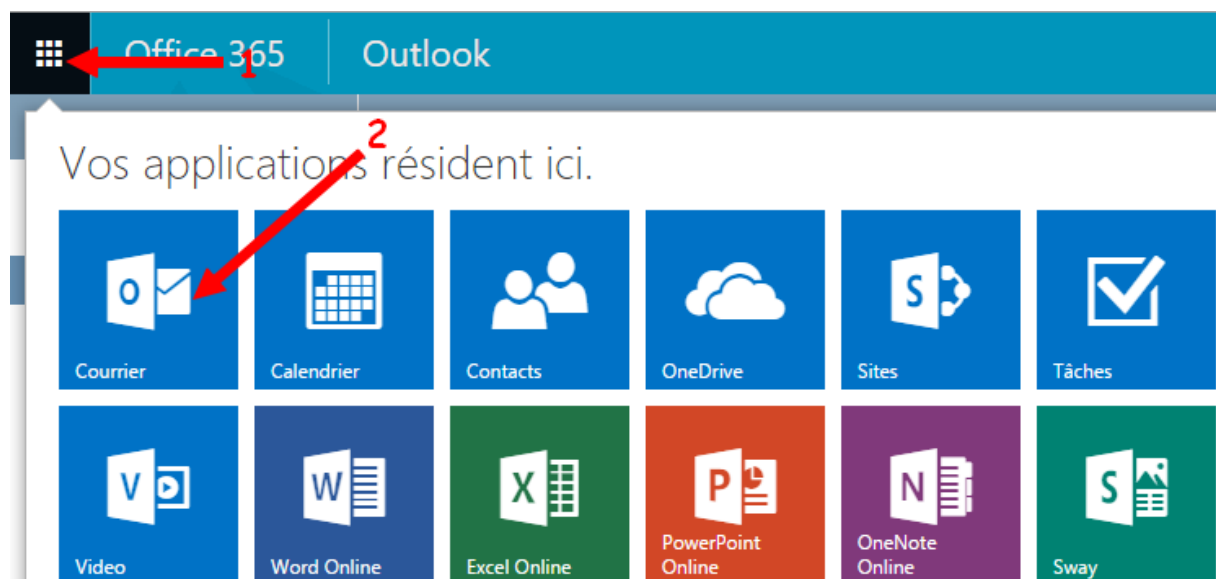 Office 365 Outlook
1
2
Vos applications résident ici.
Courrier Calendrier Contacts OneDrive Sites Tâches
Video Word Online Excel Online PowerPoint Online OneNote Online Sway